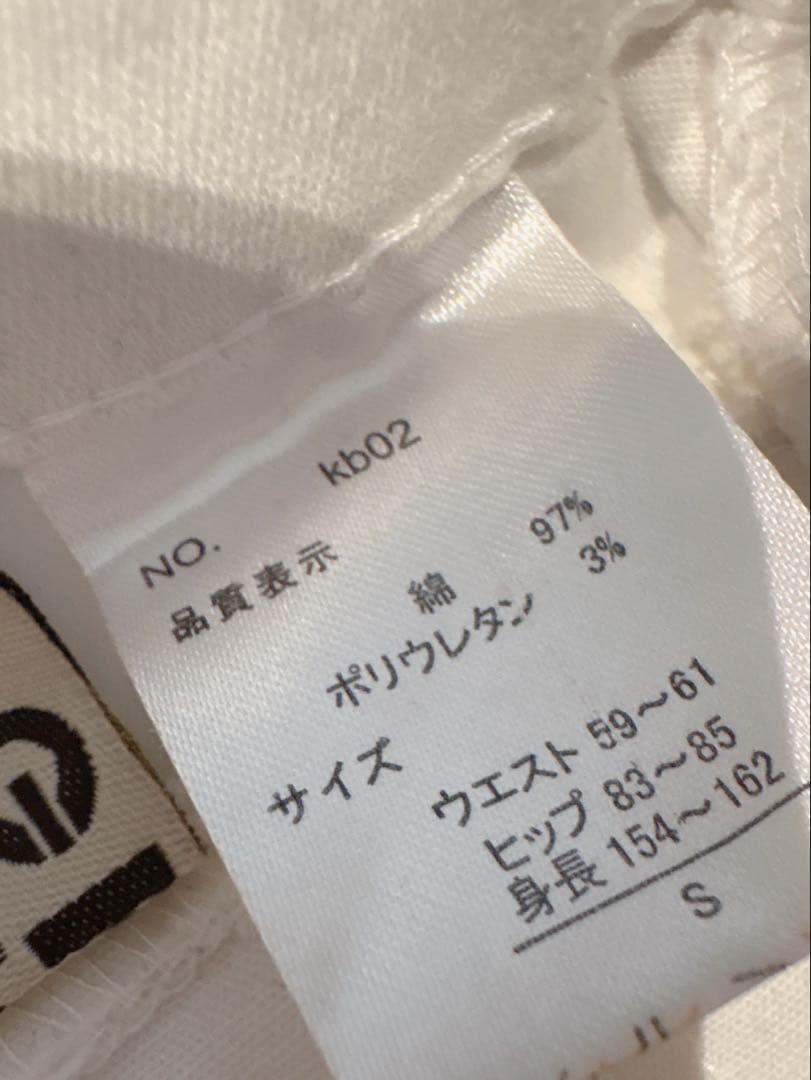 NO. kb02
品質表示
綿 97%
ポリウレタン 3%
サイズ
ウエスト 59～61
ヒップ 83～85
身長 154～162
S